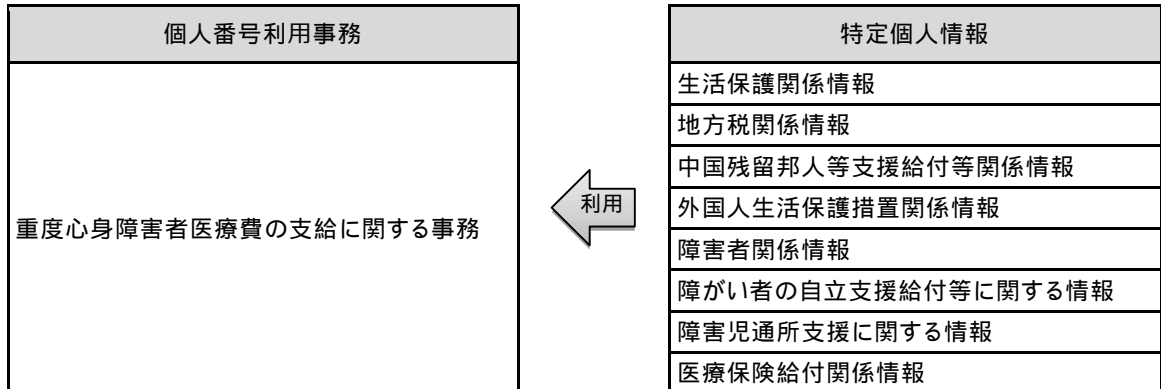 個人番号利用事務
重度心身障害者医療費の支給に関する事務
利用
特定個人情報
生活保護関係情報
地方税関係情報
中国残留邦人等支援給付等関係情報
外国人生活保護措置関係情報
障害者関係情報
障がい者の自立支援給付等に関する情報
障害児通所支援に関する情報
医療保険給付関係情報